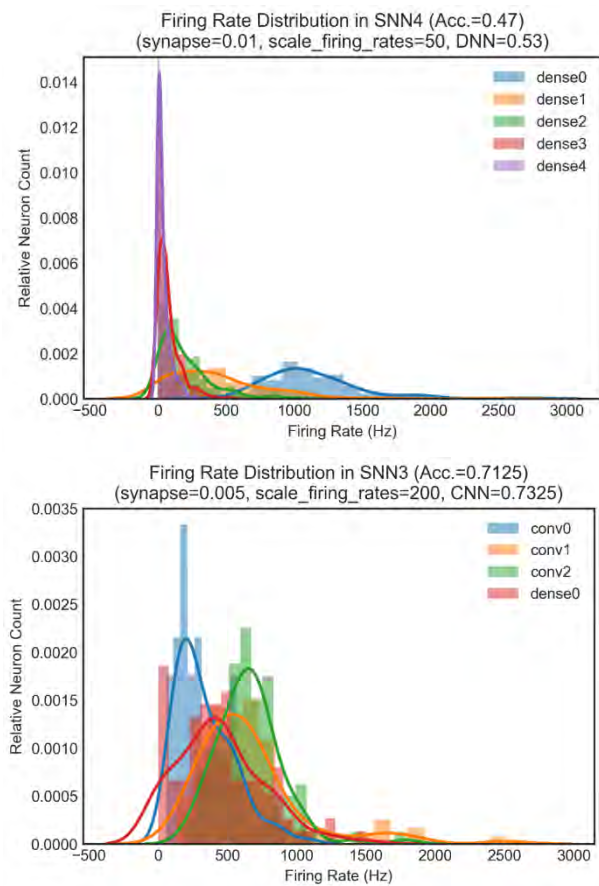 Firing Rate Distribution in SNN4 (Acc.=0.47)
(synapse=0.01, scale_firing_rates=50, DNN=0.53)
0.014
0.012
0.010
0.008
0.006
0.004
0.002
0.000
Relative Neuron Count
dense0
dense1
dense2
dense3
dense4
−500 0 500 1000 1500 2000 2500 3000
Firing Rate (Hz)
Firing Rate Distribution in SNN3 (Acc.=0.7125)
(synapse=0.005, scale_firing_rates=200, CNN=0.7325)
0.0035
0.0030
0.0025
0.0020
0.0015
0.0010
0.0005
0.0000
Relative Neuron Count
conv0
conv1
conv2
dense0
−500 0 500 1000 1500 2000 2500 3000
Firing Rate (Hz)